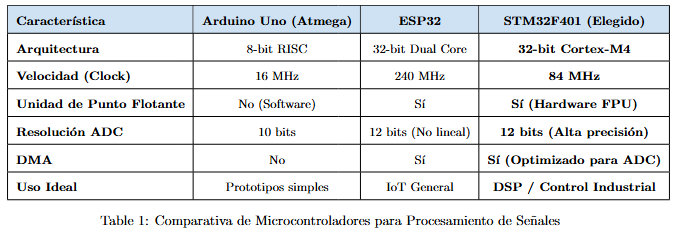 Característica Arduino Uno (Atmega) ESP32 STM32F401 (Elegido)
Arquitectura 8-bit RISC 32-bit Dual Core 32-bit Cortex-M4
Velocidad (Clock) 16 MHz 240 MHz 84 MHz
Unidad de Punto Flotante No (Software) Sí Sí (Hardware FPU)
Resolución ADC 10 bits 12 bits (No lineal) 12 bits (Alta precisión)
DMA No Sí Sí (Optimizado para ADC)
Uso Ideal Prototipos simples IoT General DSP / Control Industrial
Table 1: Comparativa de Microcontroladores para Procesamiento de Señales